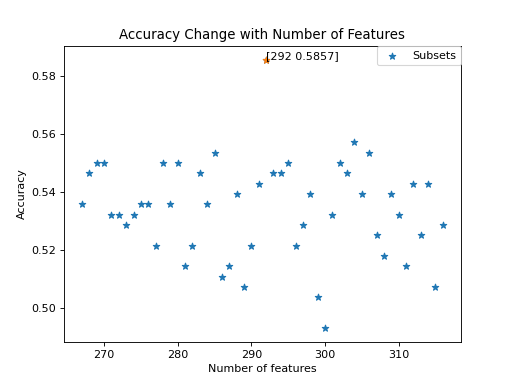 Accuracy Change with Number of Features
[292 0.5857]
Subsets
0.58
0.56
0.54
0.52
0.50
Accuracy
270 280 290 300 310
Number of features